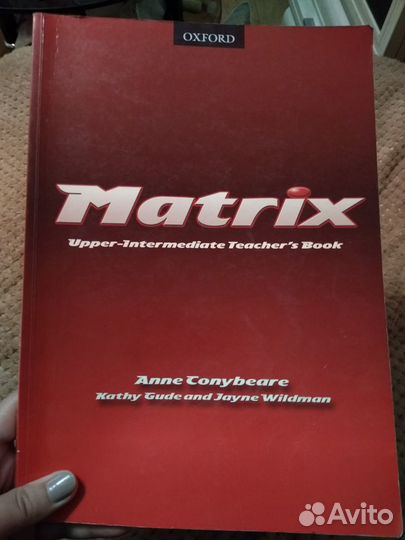 OXFORD
Matrix
Upper-Intermediate Teacher's Book
Anne Conybeare
Kathy Gude and Jayne Wildman
Avito